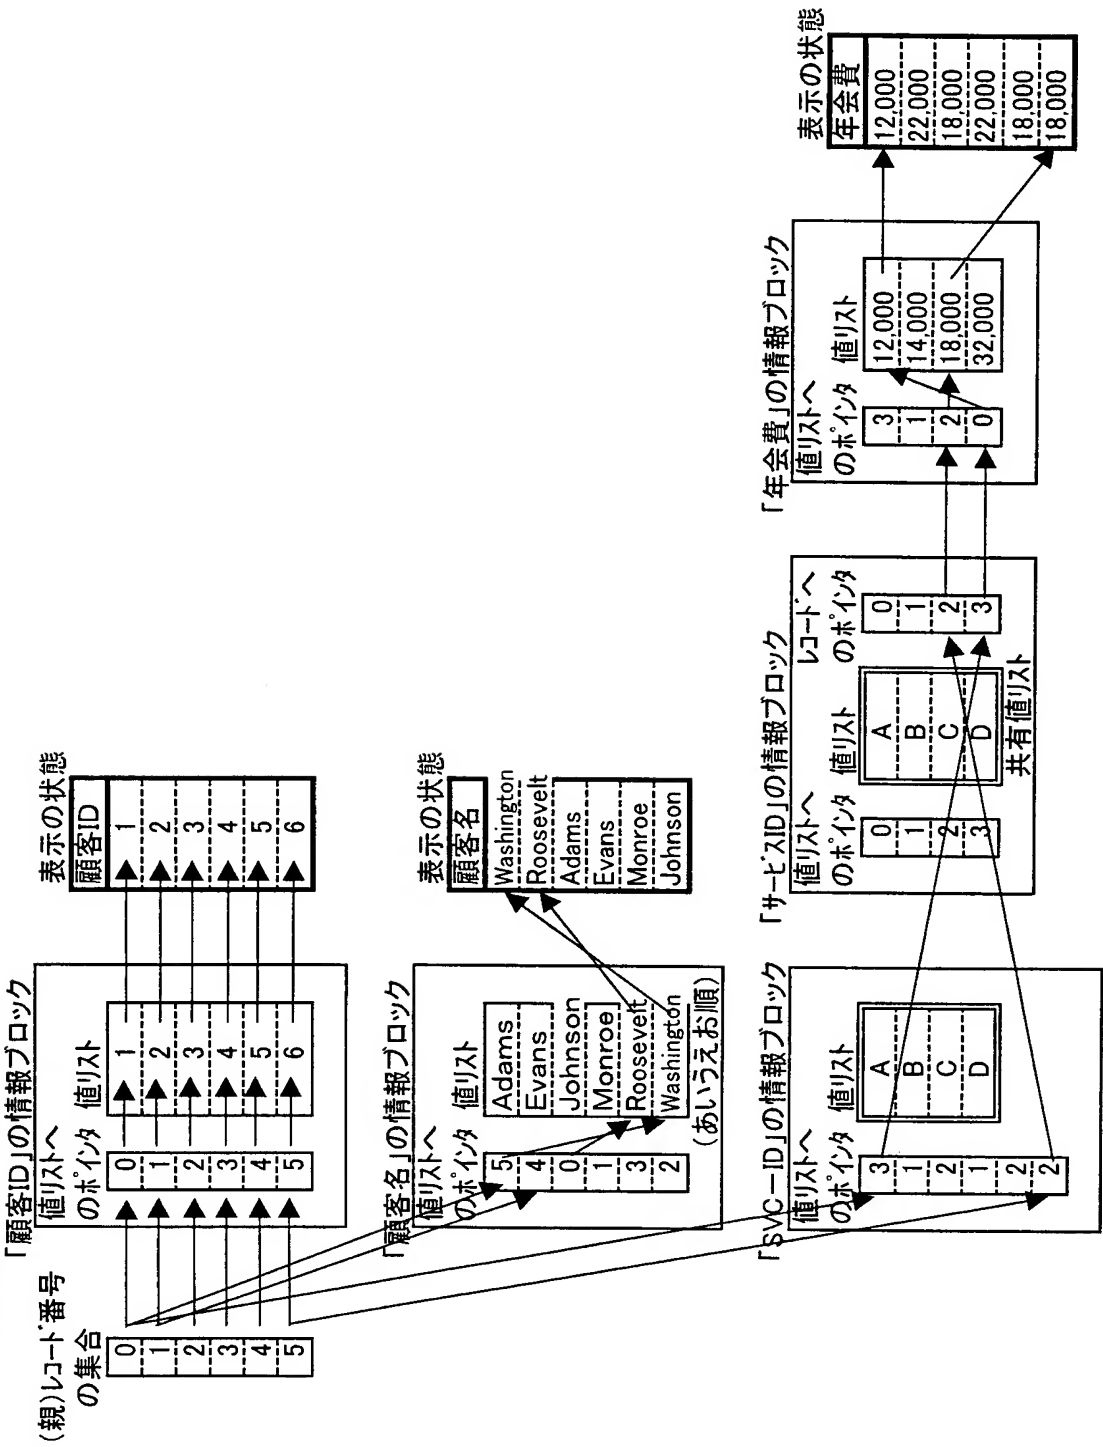 (親)レコード番号
の集合
0
1
2
3
4
5
「顧客ID」の情報ブロック
値リストへ
のポインタ
0
1
2
3
4
5
値リスト
1
2
3
4
5
6
表示の状態
顧客ID
1
2
3
4
5
6
「顧客名」の情報ブロック
値リストへ
のポインタ
5
4
0
1
3
2
値リスト
Adams
Evans
Johnson
Monroe
Roosevelt
Washington
(あいうえお順)
表示の状態
顧客名
Washington
Roosevelt
Adams
Evans
Monroe
Johnson
「SVC－ID」の情報ブロック
値リストへ
のポインタ
3
1
2
1
2
2
値リスト
A
B
C
D
「サービスID」の情報ブロック
値リストへ
のポインタ
0
1
2
3
値リスト
A
B
C
D
共有値リスト
レコードへ
のポインタ
0
1
2
3
「年会費」の情報ブロック
値リストへ
のポインタ
3
1
2
0
値リスト
12,000
14,000
18,000
32,000
表示の状態
年会費
12,000
22,000
18,000
22,000
18,000
18,000